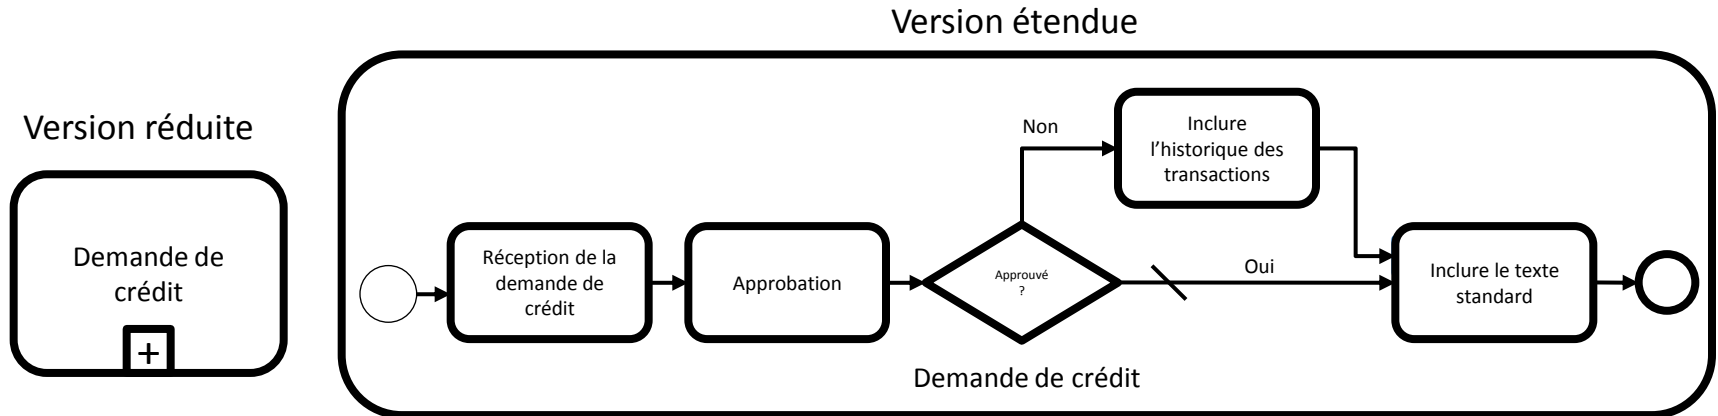 Version étendue
Version réduite
Demande de
crédit
+
Réception de la
demande de
crédit
Approbation
Approuvé
?
Non
Inclure
l’historique des
transactions
Oui
Inclure le texte
standard
Demande de crédit